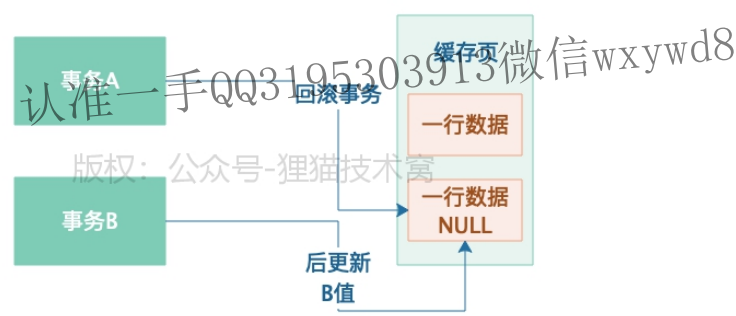 事务A
缓存页
认准一手QQ3195303913微信wxywd8
回滚事务
一行数据
版权：公众号-狸猫技术窝
事务B
一行数据
NULL
后更新
B值